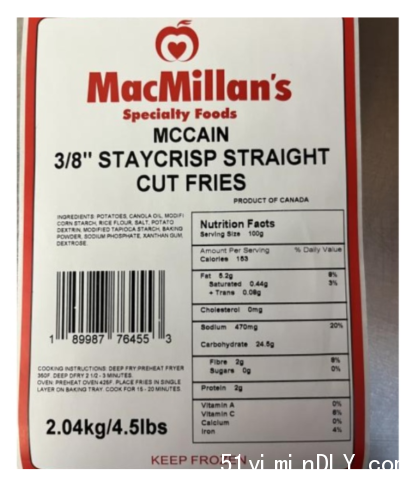 MacMillan's
Specialty Foods
MCCAIN
3/8" STAYCRISP STRAIGHT
CUT FRIES
PRODUCT OF CANADA
INGREDIENTS: POTATOES, CANOLA OIL, MODIFI
CORN STARCH, RICE FLOUR, SALT, POTATO
DEXTRIN, MODIFIED TAPIOCA STARCH, BAKING
POWDER, SODIUM PHOSPHATE, XANTHAN GUM,
DEXTROSE.
Nutrition Facts
Serving Size 100g
Amount Per Serving % Daily Value
Calories 163
Fat 5.2g 8%
Saturated 0.44g 3%
+ Trans 0.09g
Cholesterol 0mg
Sodium 470mg 20%
Carbohydrate 24.5g
Fibre 2g 8%
Sugars 0g 0%
Protein 2g
Vitamin A 0%
Vitamin C 6%
Calcium 0%
Iron 4%
1 89987 76455 3
COOKING INSTRUCTIONS: DEEP FRY:PREHEAT FRYER
360F, DEEP DFRY 2 1/2 - 3 MINUTES.
OVEN: PREHEAT OVEN 425F. PLACE FRIES IN SINGLE
LAYER ON BAKING TRAY. COOK FOR 15 - 20 MINUTES
2.04kg/4.5lbs
KEEP FROZEN
51yiminDLY.com